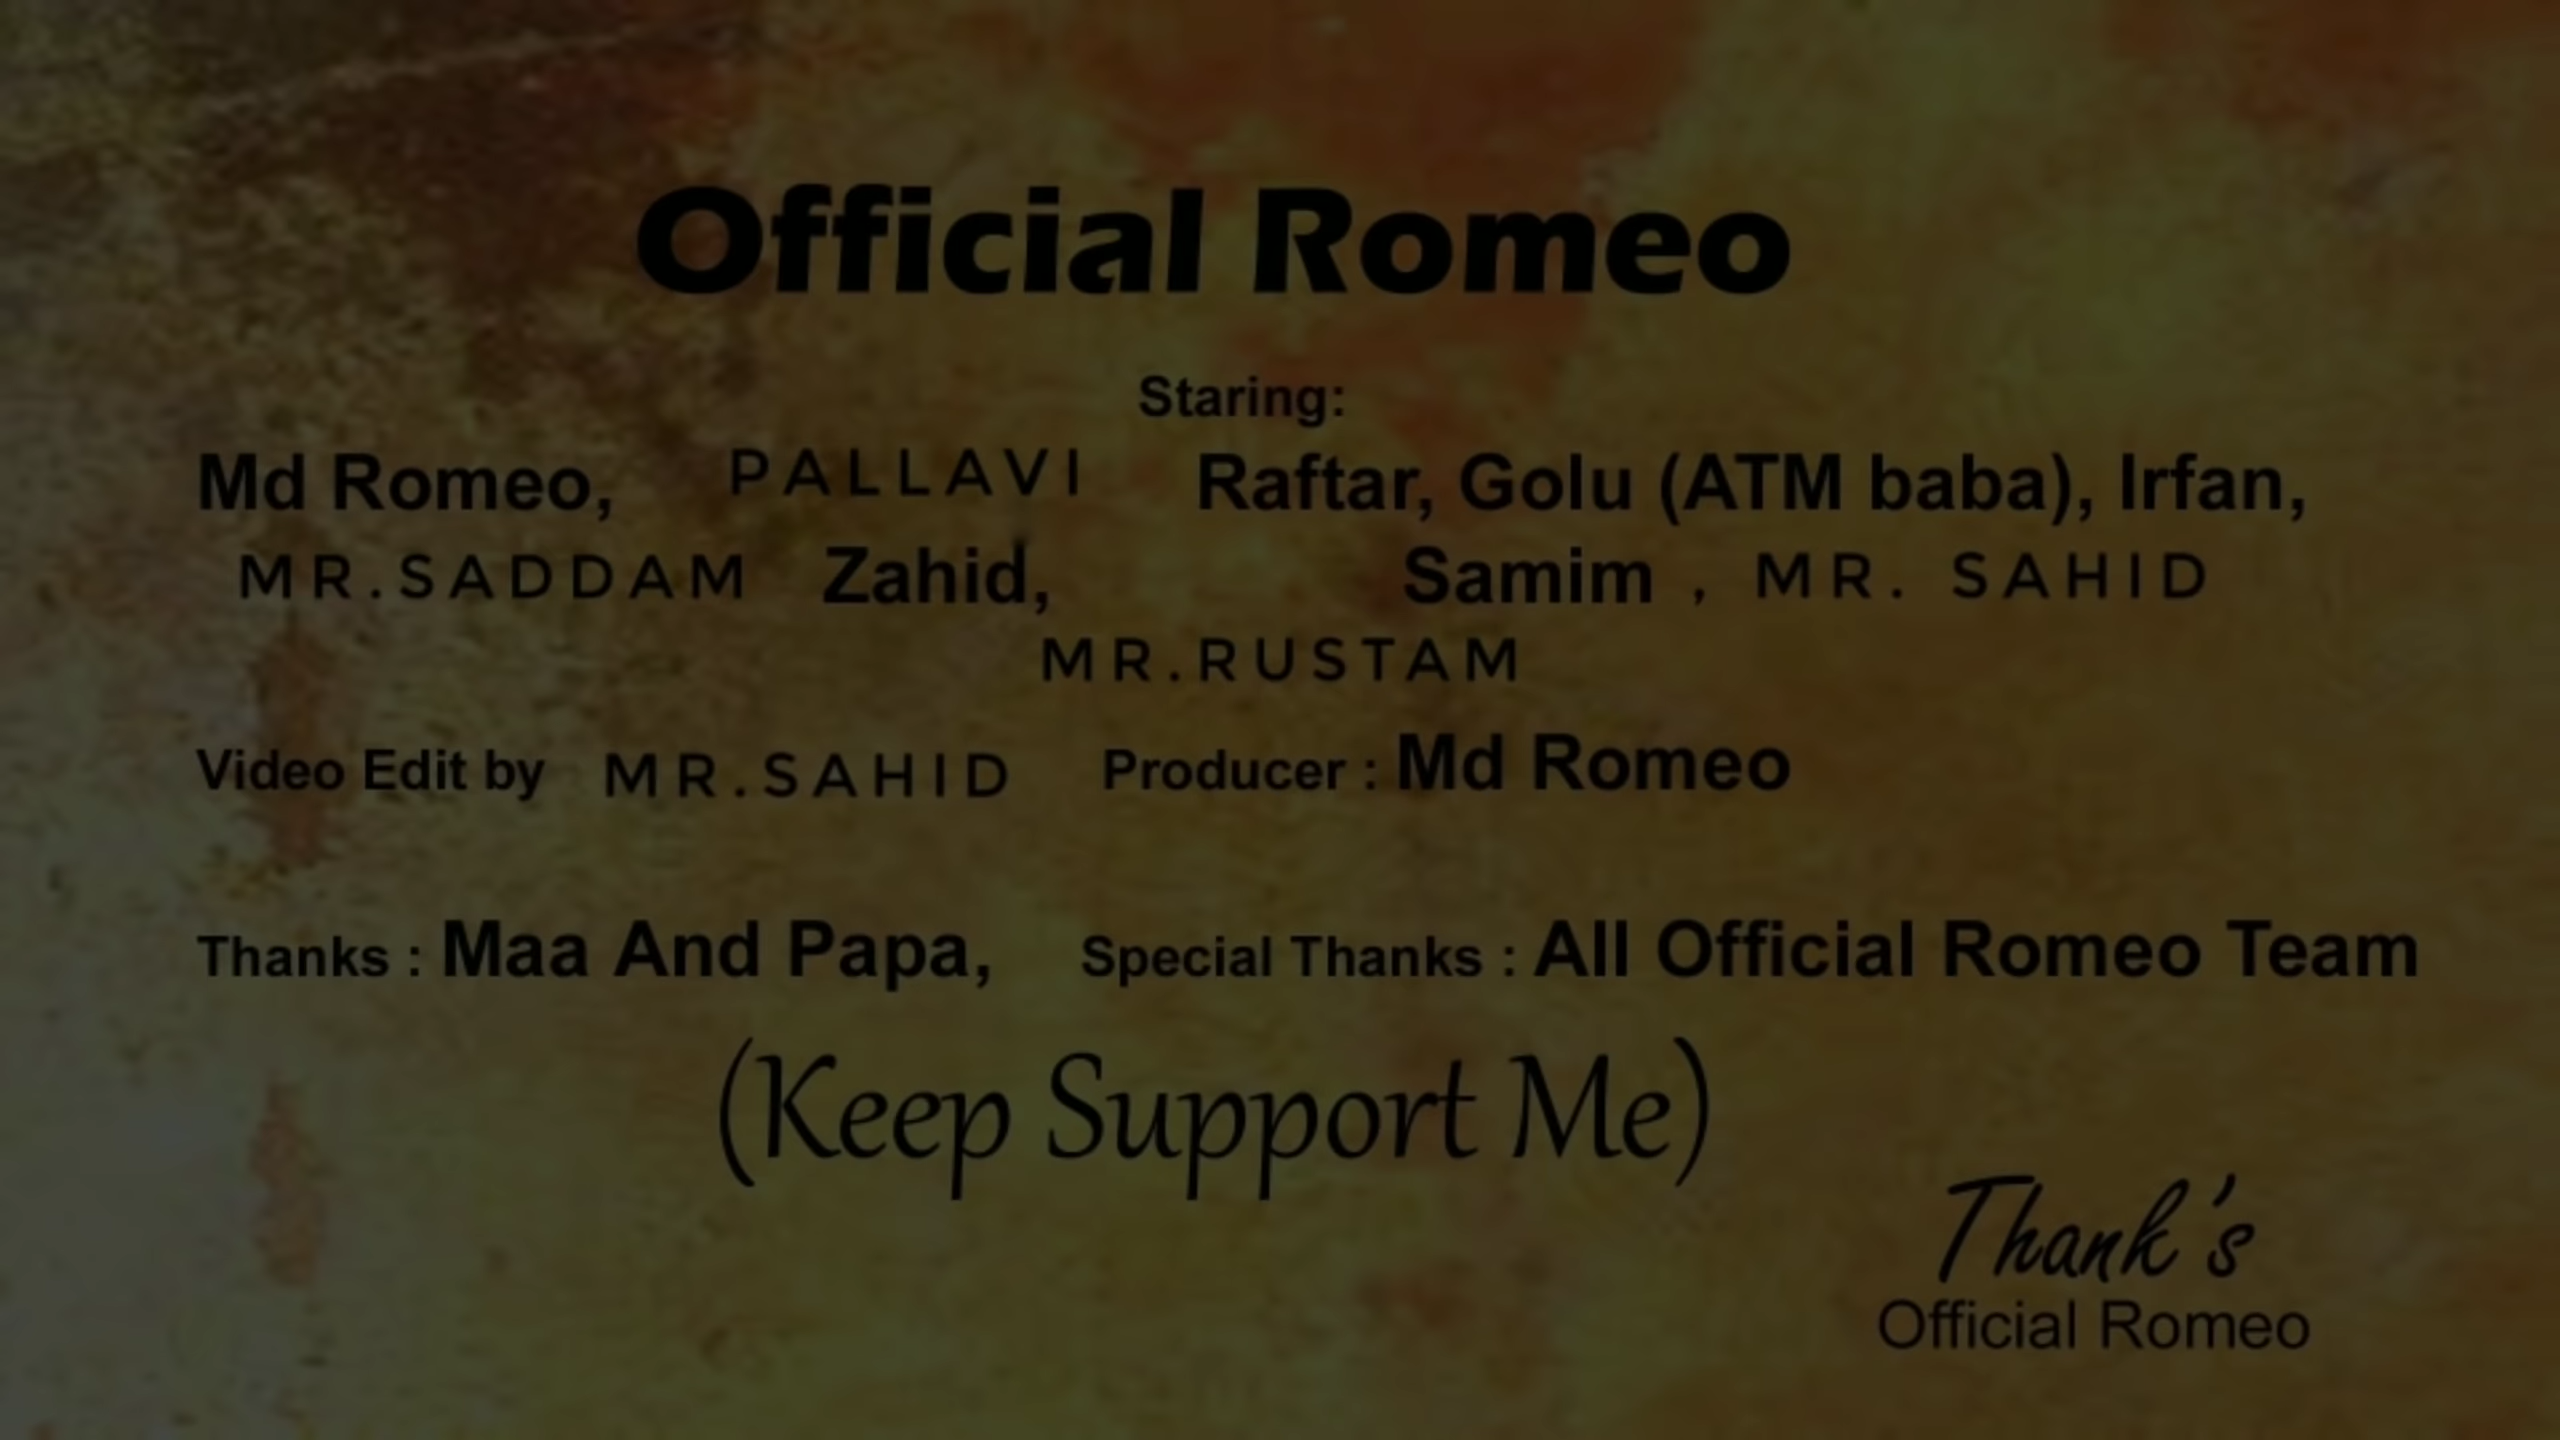 Official Romeo
Staring:
Md Romeo, PALLAVI Raftar, Golu (ATM baba), Irfan,
MR.SADDAM Zahid, Samim , MR. SAHID
MR.RUSTAM
Video Edit by MR.SAHID Producer : Md Romeo
Thanks : Maa And Papa, Special Thanks : All Official Romeo Team
(Keep Support Me)
Thank's
Official Romeo